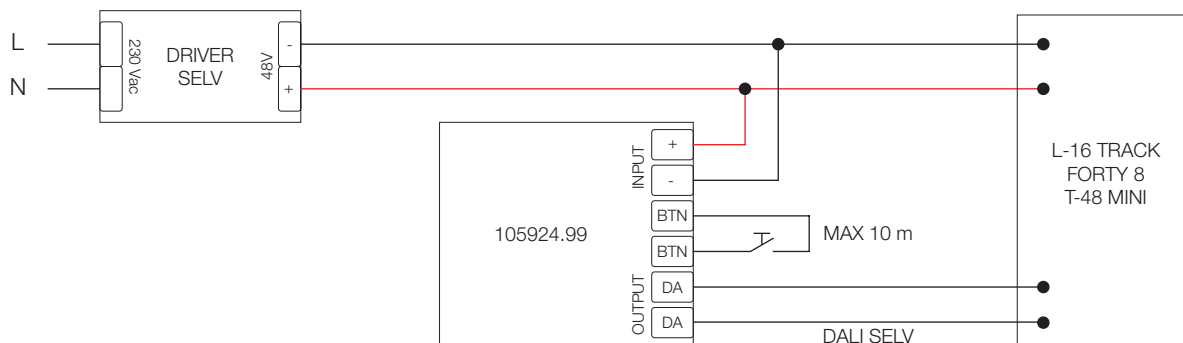 L
N
230 Vac
DRIVER
SELV
48V
-
+
INPUT
+
-
BTN
BTN
OUTPUT
DA
DA
105924.99
MAX 10 m
DALI SELV
L-16 TRACK
FORTY 8
T-48 MINI